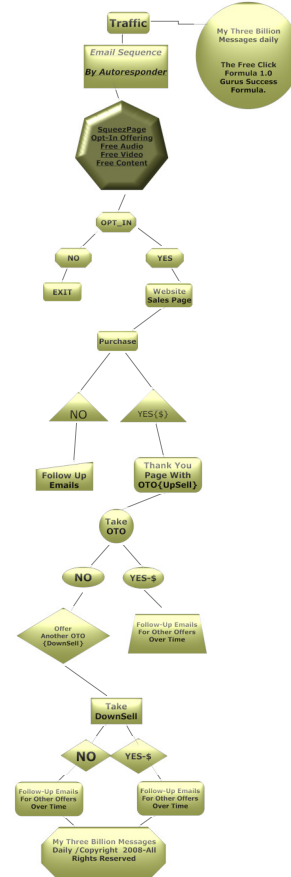 Traffic
My Three Billion
Messages daily
The Free Click
Formula 1.0
Gurus Success
Formula.
Email Sequence
By Autoresponder
SqueezPage
Opt-In Offering
Free Audio
Free Video
Free Content
OPT_IN
NO
YES
EXIT
Website
Sales Page
Purchase
NO
YES{$}
Follow Up
Emails
Thank You
Page With
OTO{UpSell}
Take
OTO
NO
YES-$
Offer
Another OTO
{DownSell}
Follow-Up Emails
For Other Offers
Over Time
Take
DownSell
NO
YES-$
Follow-Up Emails
For Other Offers
Over Time
Follow-Up Emails
For Other Offers
Over Time
My Three Billion Messages
Daily /Copyright 2008-All
Rights Reserved